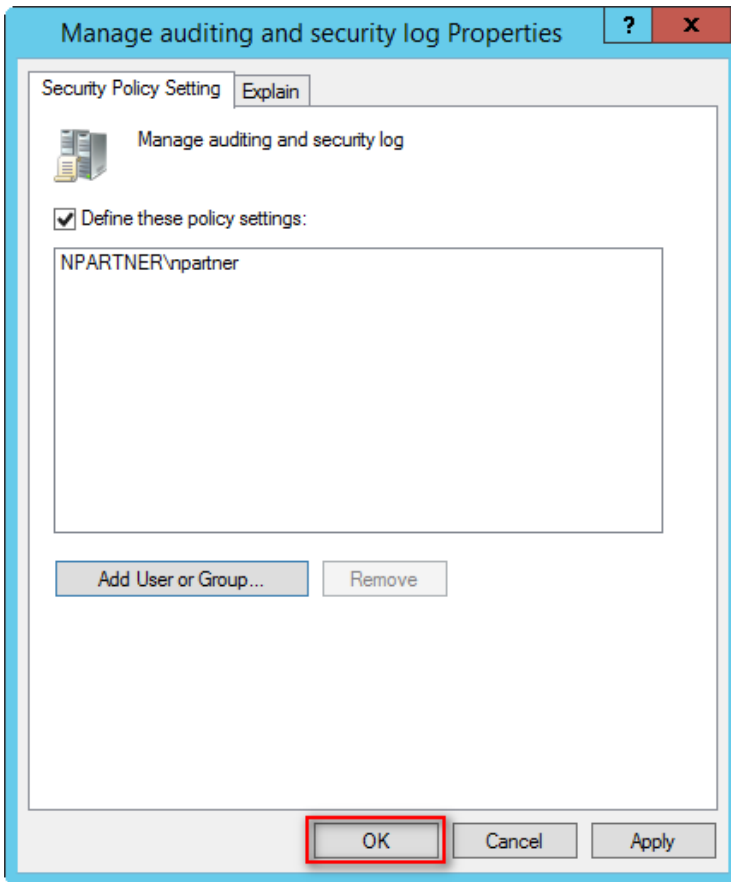 Manage auditing and security log Properties
? x
Security Policy Setting Explain
Manage auditing and security log
Define these policy settings:
NPARTNER\npartner
Add User or Group... Remove
OK Cancel Apply